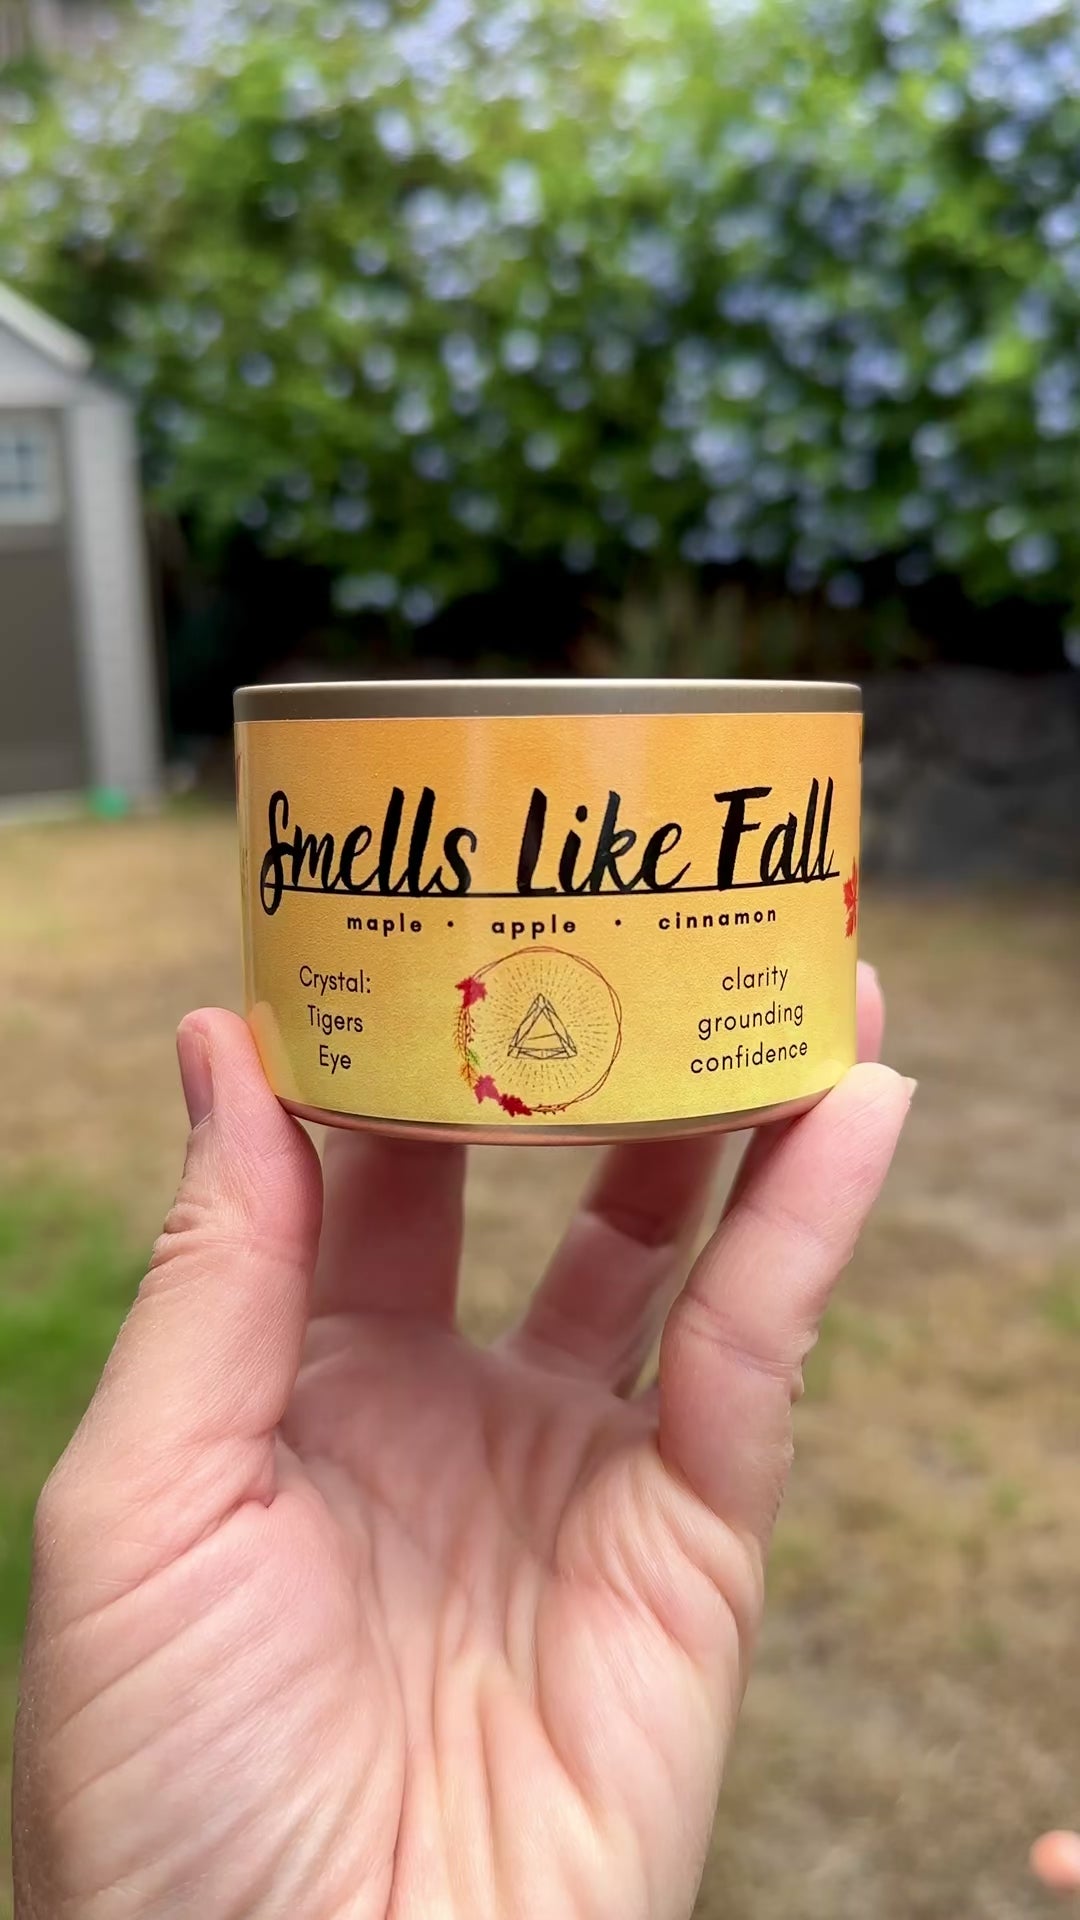 Smells Like Fall
maple • apple • cinnamon
Crystal:
Tigers
Eye
clarity
grounding
confidence